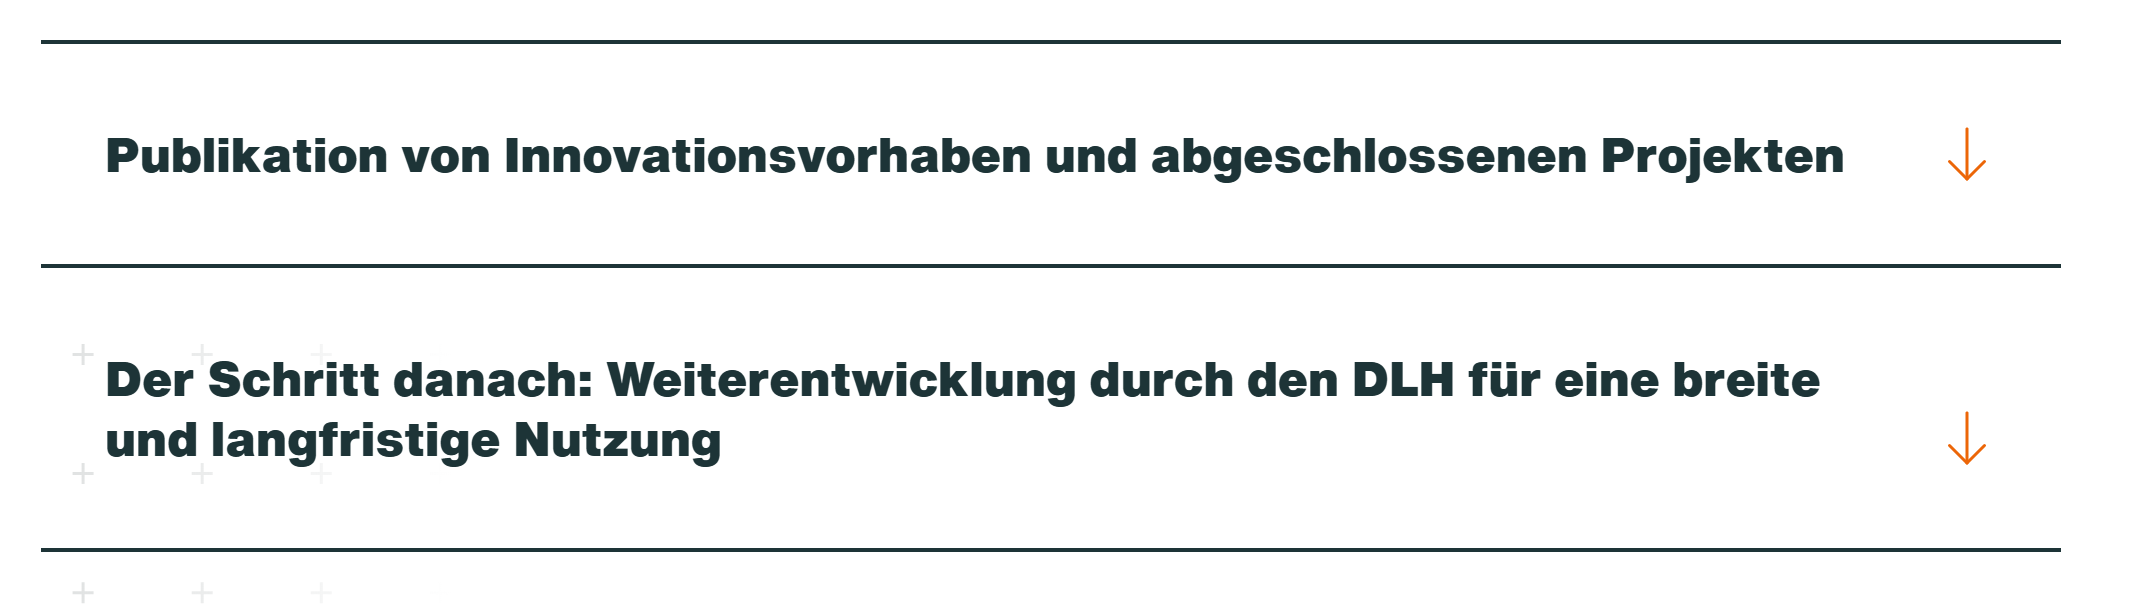 Publikation von Innovationsvorhaben und abgeschlossenen Projekten
Der Schritt danach: Weiterentwicklung durch den DLH für eine breite
und langfristige Nutzung